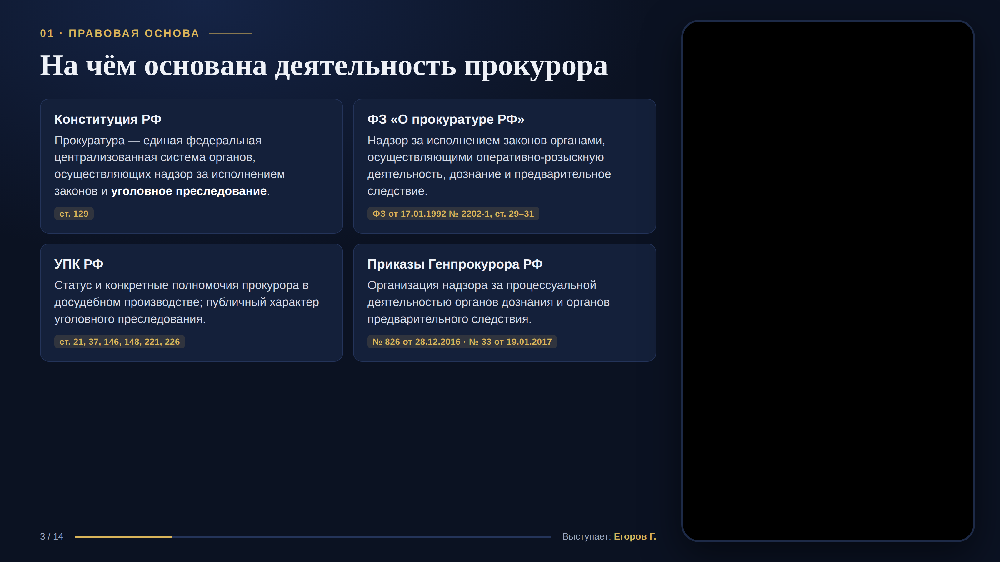 01 · ПРАВОВАЯ ОСНОВА
На чём основана деятельность прокурора
Конституция РФ
Прокуратура — единая федеральная
централизованная система органов,
осуществляющих надзор за исполнением
законов и уголовное преследование.
ст. 129
ФЗ «О прокуратуре РФ»
Надзор за исполнением законов органами,
осуществляющими оперативно-розыскную
деятельность, дознание и предварительное
следствие.
ФЗ от 17.01.1992 № 2202-1, ст. 29–31
УПК РФ
Статус и конкретные полномочия прокурора в
досудебном производстве; публичный характер
уголовного преследования.
ст. 21, 37, 146, 148, 221, 226
Приказы Генпрокурора РФ
Организация надзора за процессуальной
деятельностью органов дознания и органов
предварительного следствия.
№ 826 от 28.12.2016 · № 33 от 19.01.2017
3 / 14
Выступает: Егоров Г.